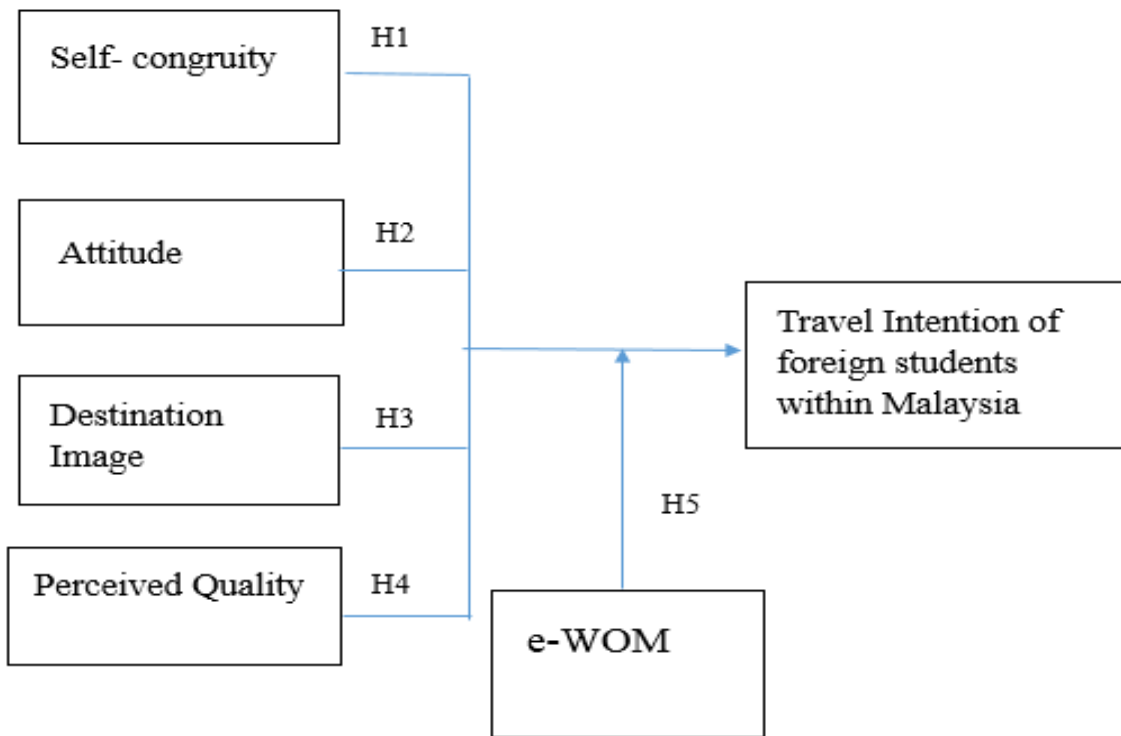 Self- congruity
H1
Attitude
H2
Destination
Image
H3
Perceived Quality
H4
Travel Intention of
foreign students
within Malaysia
H5
e-WOM